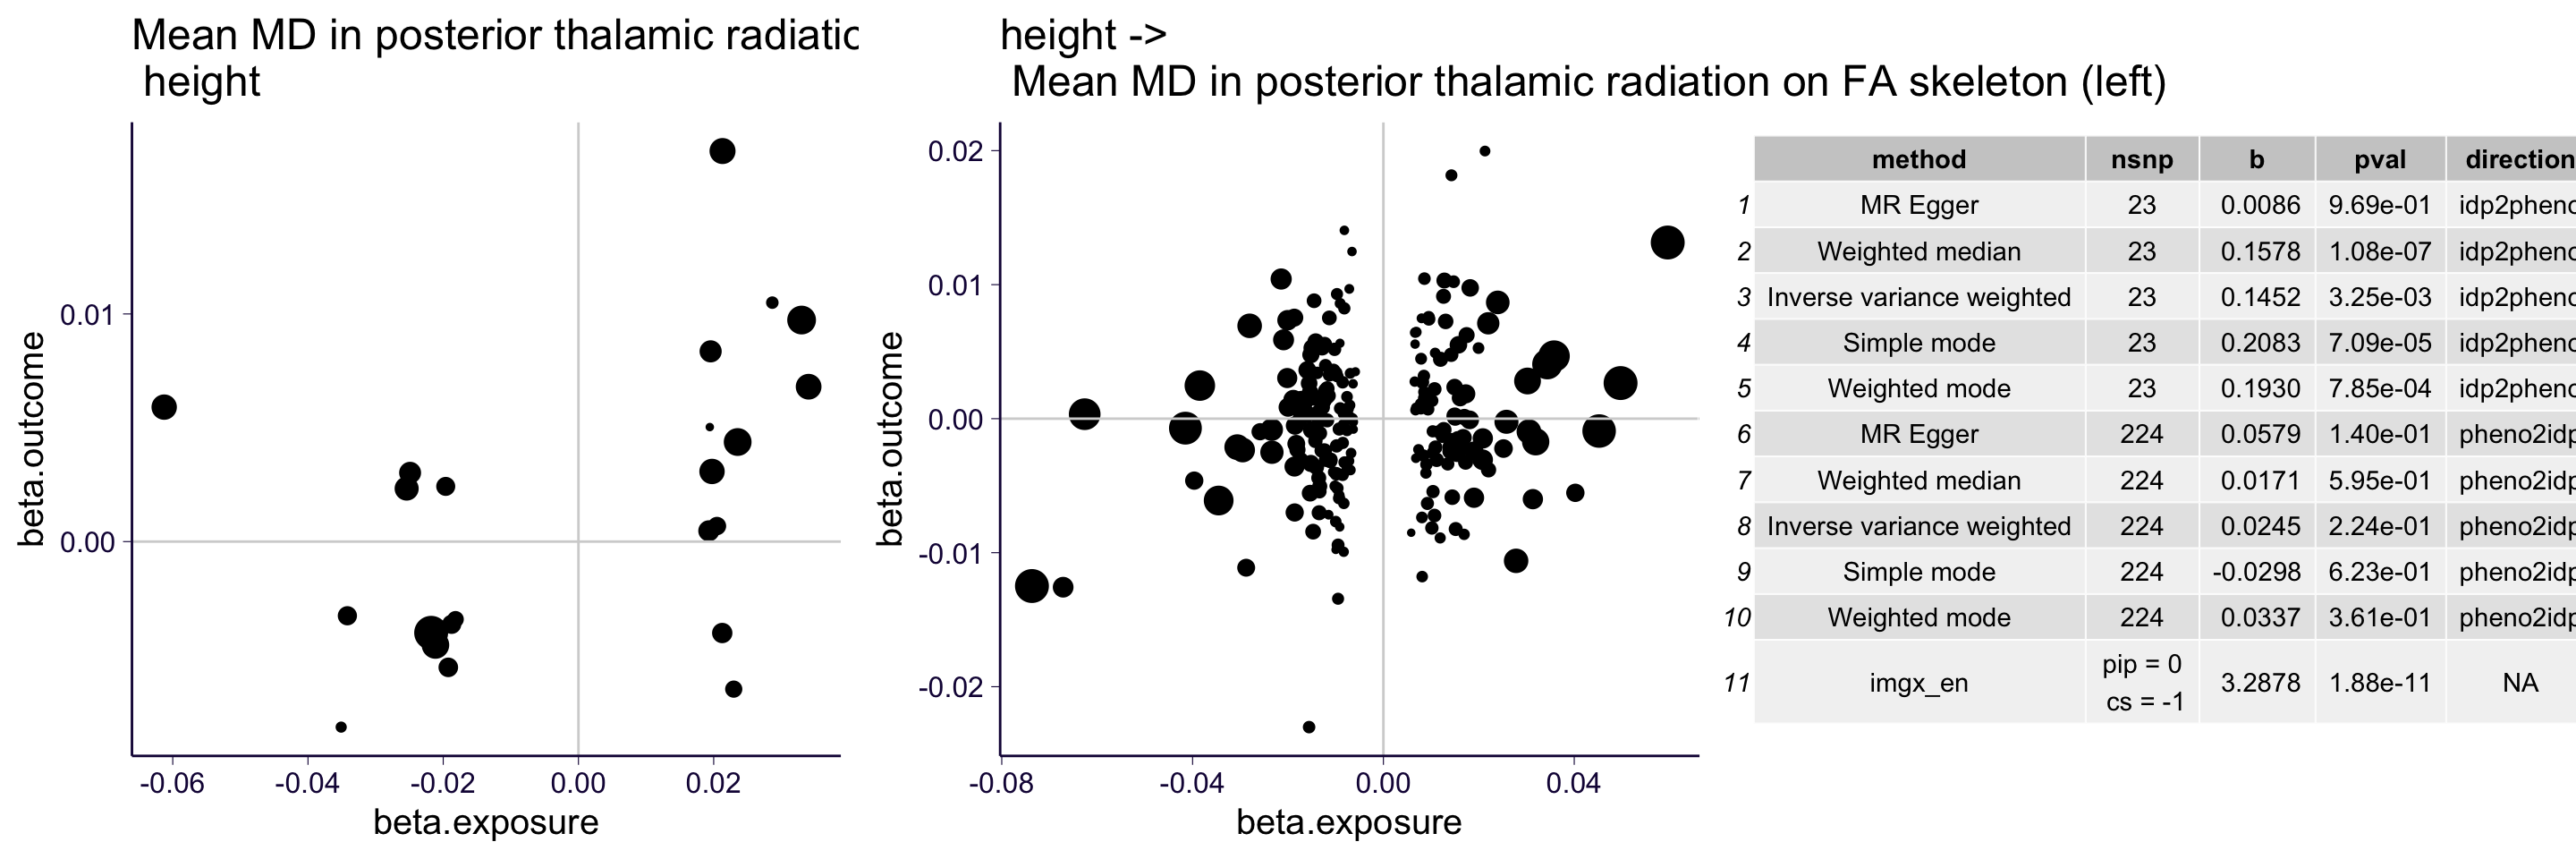 Mean MD in posterior thalamic radiatic
height
0.01
0.00
-0.06 -0.04 -0.02 0.00 0.02
beta.exposure
beta.outcome
height ->
Mean MD in posterior thalamic radiation on FA skeleton (left)
0.02
0.01
0.00
-0.01
-0.02
-0.08 -0.04 0.00 0.04
beta.exposure
beta.outcome
method nsnp b pval direction
1 MR Egger 23 0.0086 9.69e-01 idp2pheno
2 Weighted median 23 0.1578 1.08e-07 idp2pheno
3 Inverse variance weighted 23 0.1452 3.25e-03 idp2pheno
4 Simple mode 23 0.2083 7.09e-05 idp2pheno
5 Weighted mode 23 0.1930 7.85e-04 idp2pheno
6 MR Egger 224 0.0579 1.40e-01 pheno2idp
7 Weighted median 224 0.0171 5.95e-01 pheno2idp
8 Inverse variance weighted 224 0.0245 2.24e-01 pheno2idp
9 Simple mode 224 -0.0298 6.23e-01 pheno2idp
10 Weighted mode 224 0.0337 3.61e-01 pheno2idp
11 imgx_en pip = 0 3.2878 1.88e-11 NA
cs = -1